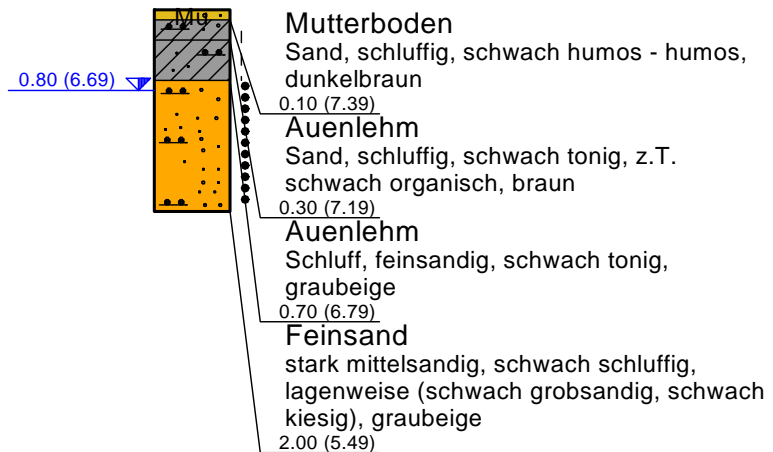 Mu
0.80 (6.69)
Mutterboden
Sand, schluffig, schwach humos - humos,
dunkelbraun
0.10 (7.39)
Auenlehm
Sand, schluffig, schwach tonig, z.T.
schwach organisch, braun
0.30 (7.19)
Auenlehm
Schluff, feinsandig, schwach tonig,
graubeige
0.70 (6.79)
Feinsand
stark mittelsandig, schwach schluffig,
lagenweise (schwach grobsandig, schwach
kiesig), graubeige
2.00 (5.49)